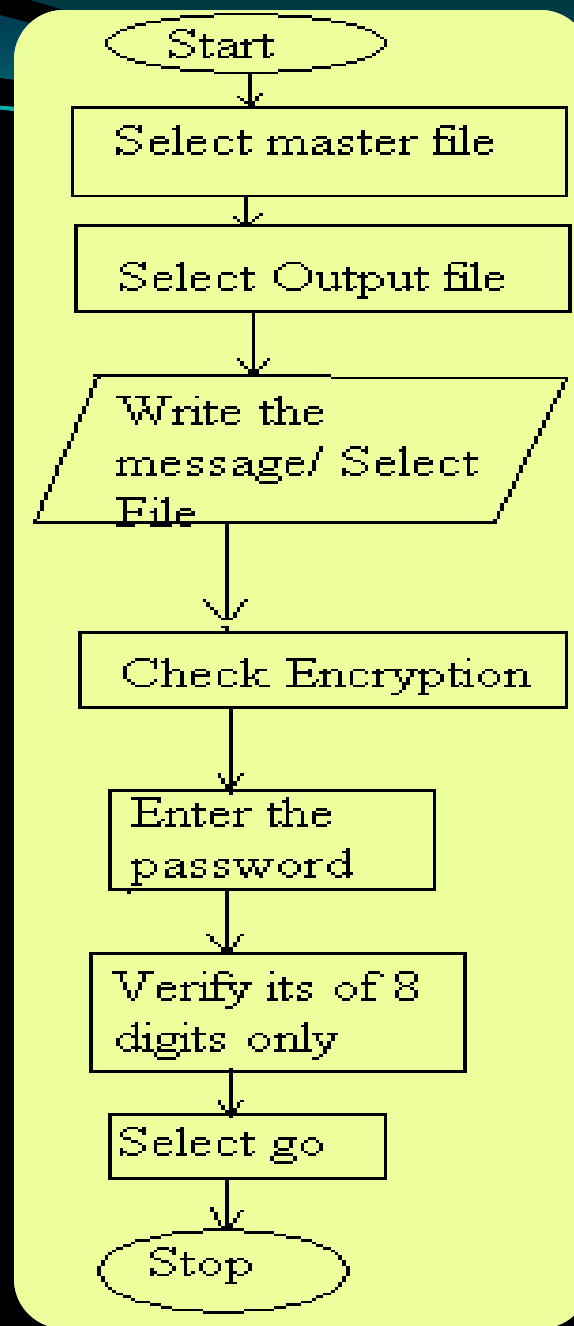 Start
Select master file
Select Output file
Write the
message/ Select
File
Check Encryption
Enter the
password
Verify its of 8
digits only
Select go
Stop